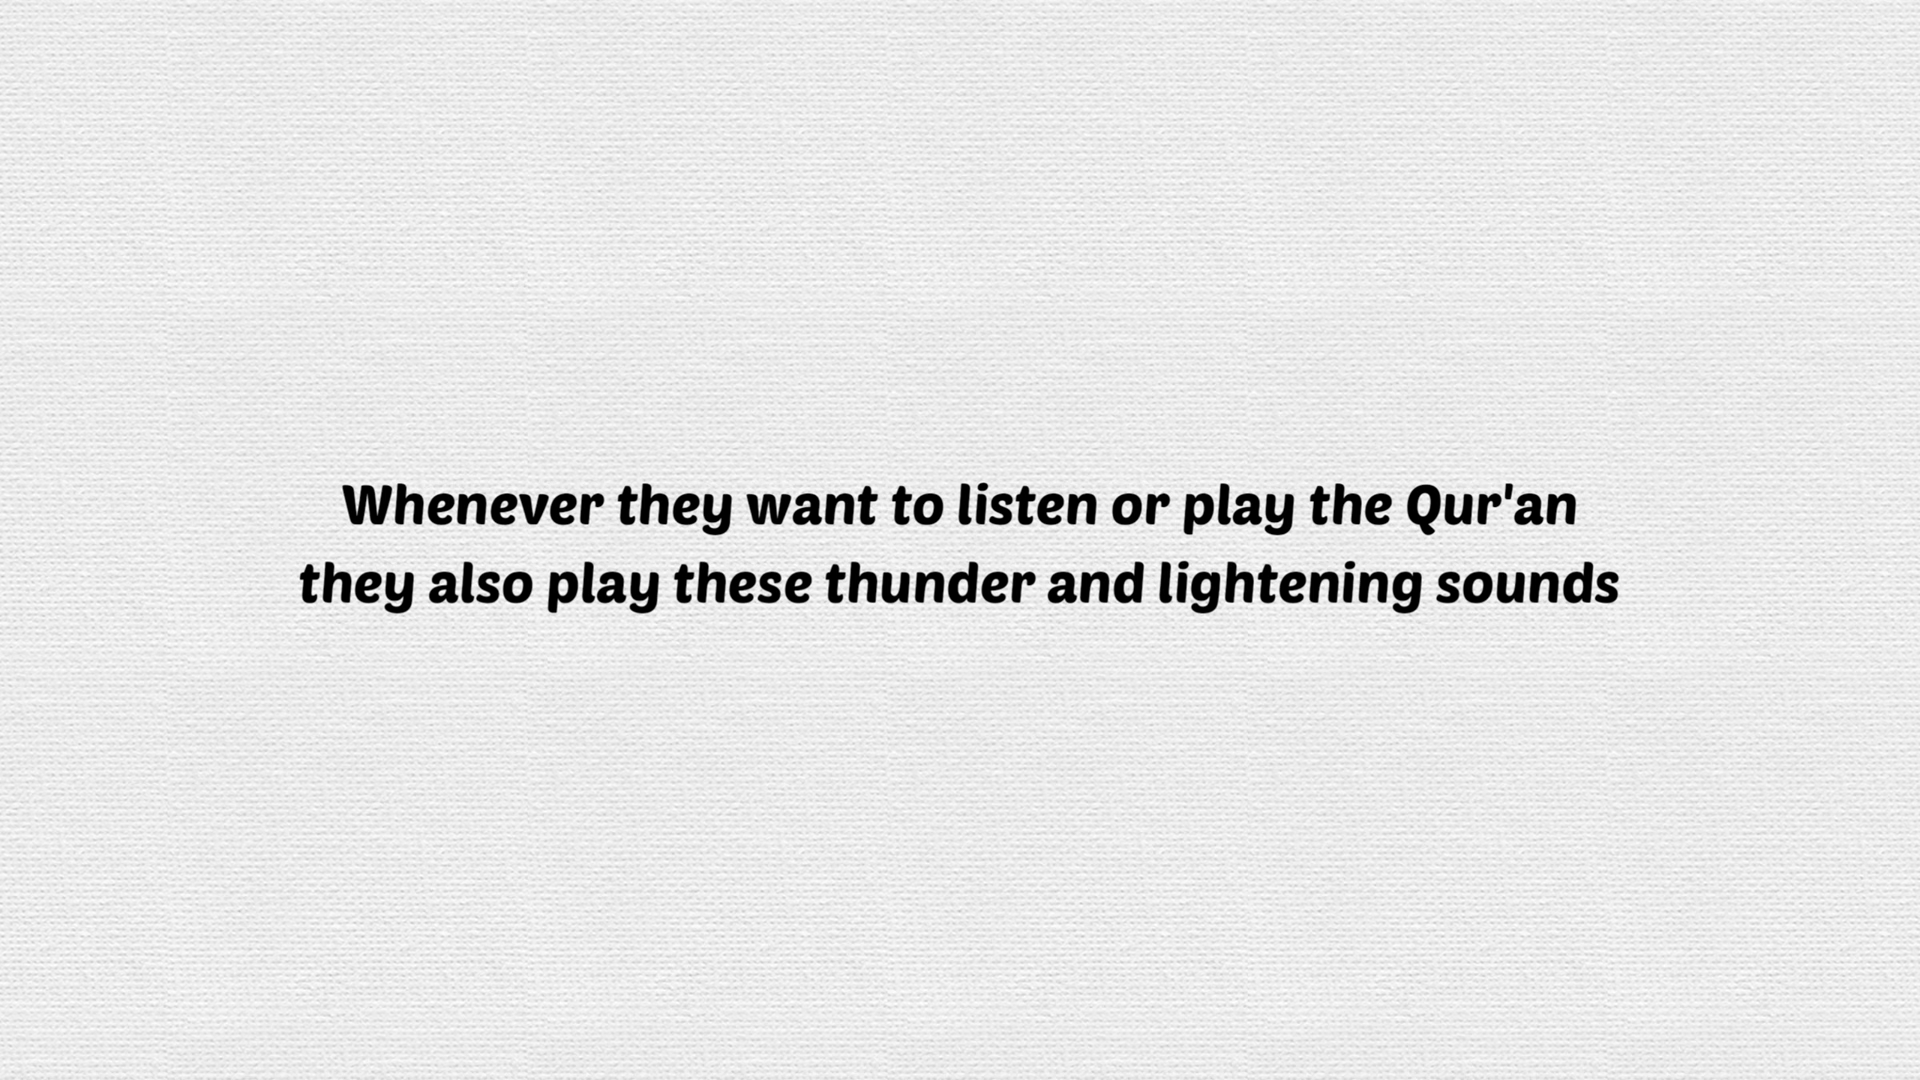 Whenever they want to listen or play the Qur'an
they also play these thunder and lightening sounds